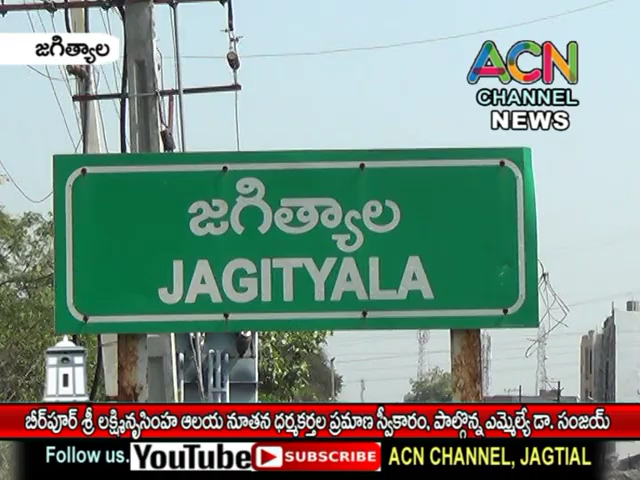 జగిత్యాల
ACN
CHANNEL
NEWS
జగిత్యాల
JAGITYALA
బీర్‌పూర్ శ్రీ లక్ష్మినృసింహ ఆలయ నూతన ధర్మకర్తల ప్రమాణ స్వీకారం, పాల్గొన్న ఎమ్మెల్యే డా. సంజయ్
Follow us. YouTube SUBSCRIBE ACN CHANNEL, JAGTIAL